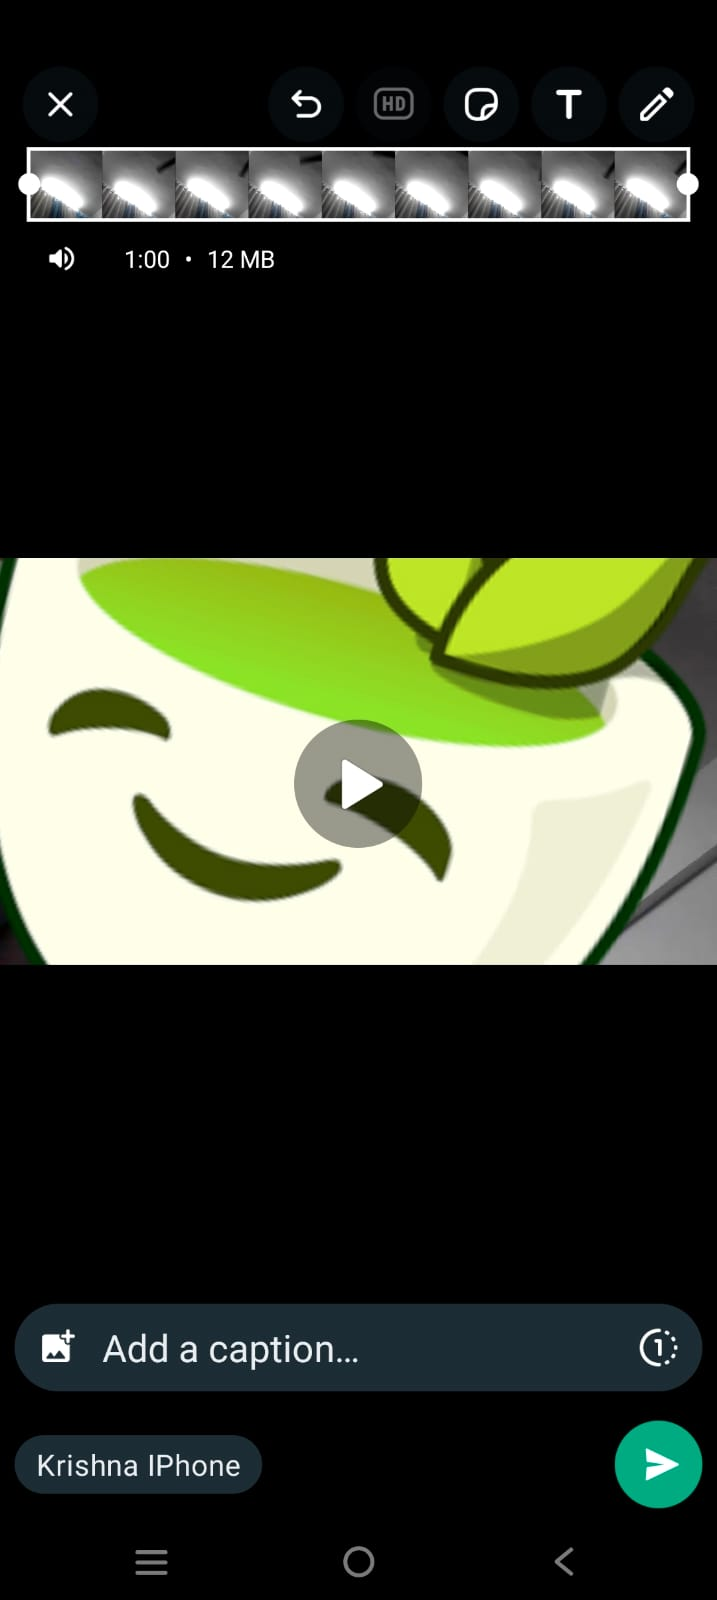 HD
T
1:00 • 12 MB
Add a caption...
1
Krishna IPhone